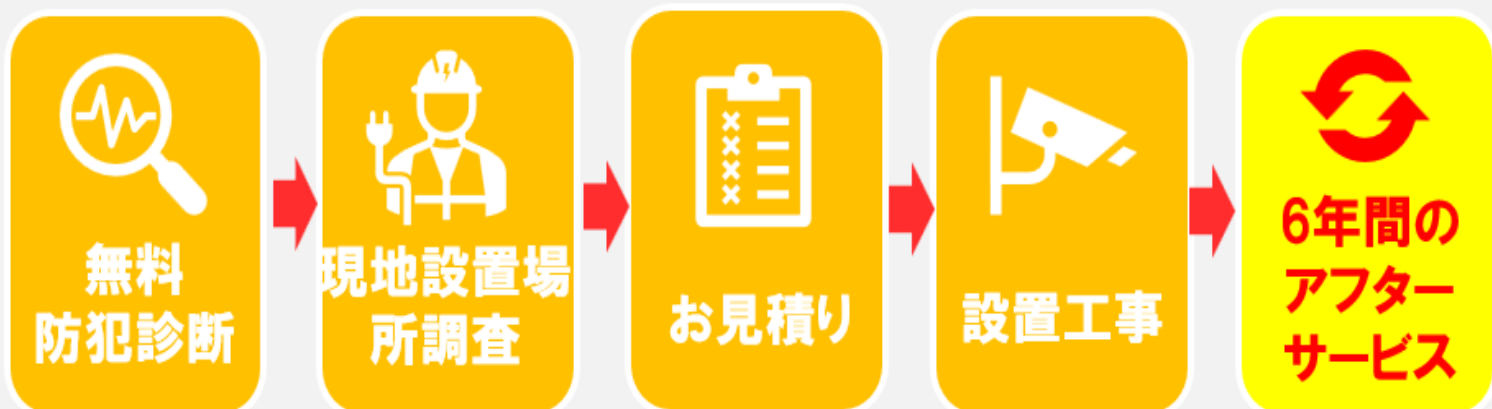 無料
防犯診断
現地設置場
所調査
お見積り
設置工事
6年間の
アフター
サービス